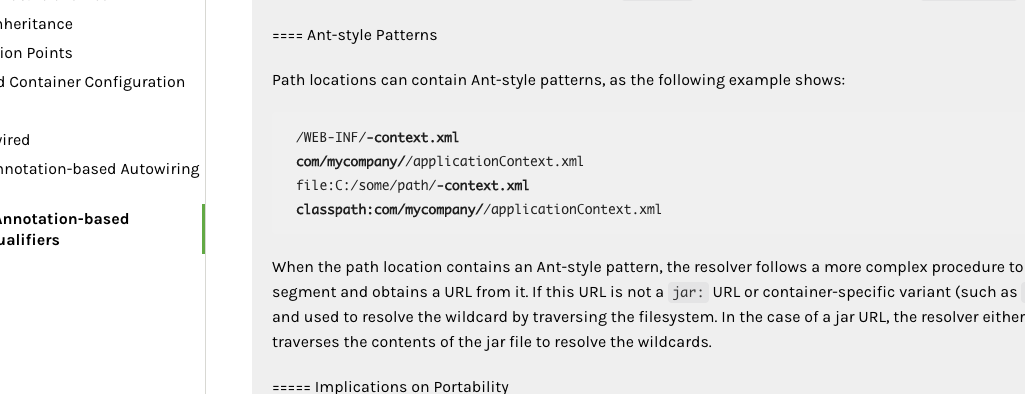 nheritance
ion Points
d Container Configuration
vired
nnotation-based Autowiring
Annotation-based
ualifiers
==== Ant-style Patterns
Path locations can contain Ant-style patterns, as the following example shows:
/WEB-INF/-context.xml
com/mycompany//applicationContext.xml
file:C:/some/path/-context.xml
classpath:com/mycompany//applicationContext.xml
When the path location contains an Ant-style pattern, the resolver follows a more complex procedure to
segment and obtains a URL from it. If this URL is not a jar: URL or container-specific variant (such as
and used to resolve the wildcard by traversing the filesystem. In the case of a jar URL, the resolver either
traverses the contents of the jar file to resolve the wildcards.
===== Implications on Portability